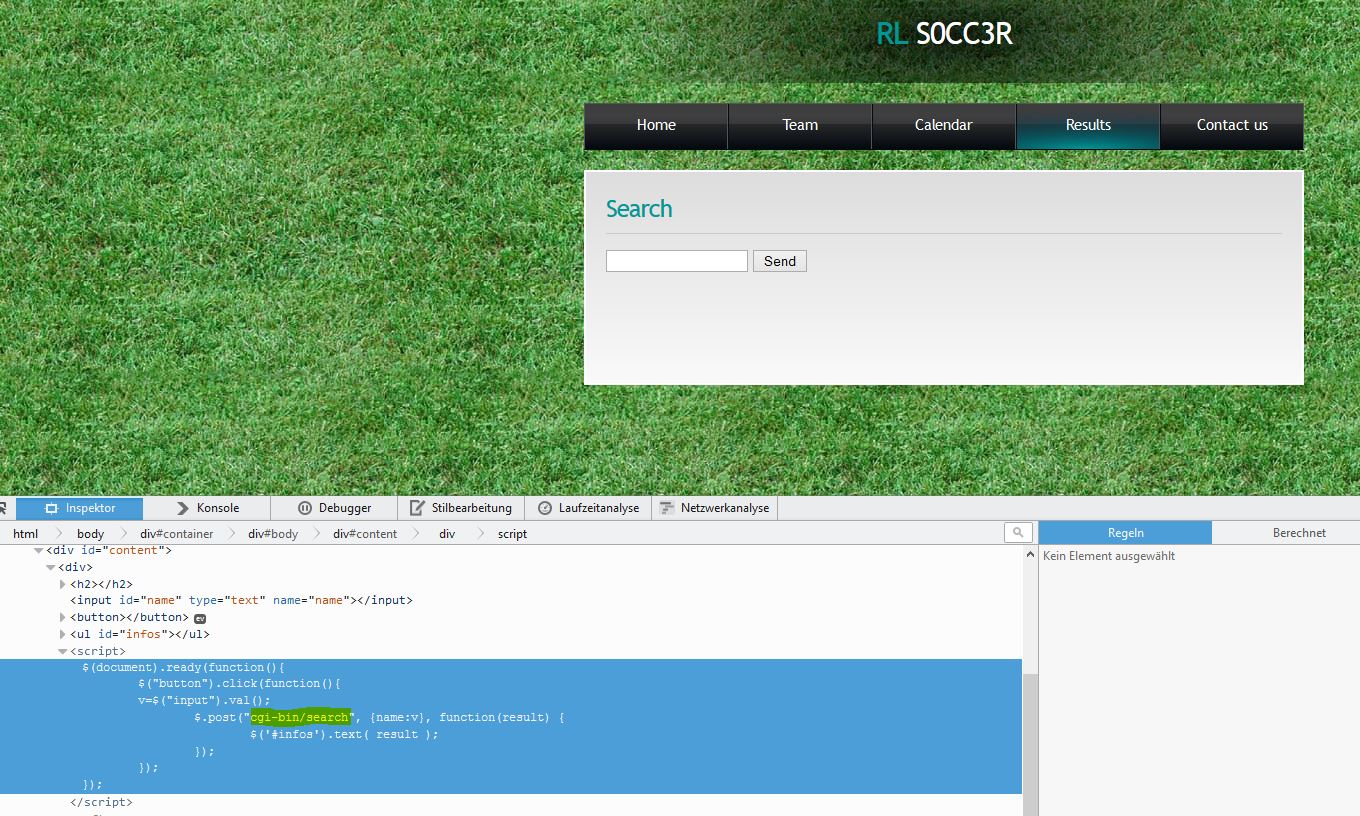 RL S0CC3R
Home Team Calendar Results Contact us
Search
Send
Inspektor Konsole Debugger Stilbearbeitung Laufzeitanalyse Netzwerkanalyse
html body div#container div#body div#content div script
Regeln Berechnet
Kein Element ausgewählt
<div id="content">
<div>
<h2></h2>
<input id="name" type="text" name="name"></input>
<button></button> ev
<ul id="infos"></ul>
<script>
$(document).ready(function(){
$("button").click(function(){
v=$("input").val();
$.post("cgi-bin/search", {name:v}, function(result) {
$('#infos').text( result );
});
});
});
</script>